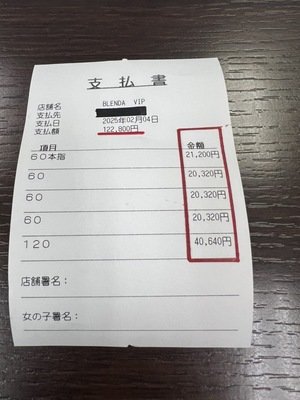 支払書
店舗名 BLENDA VIP
支払先
支払日 2025年02月04日
支払額 122,800円
項目 金額
60本指 21,200円
60 20,320円
60 20,320円
60 20,320円
120 40,640円
店舗署名：
女の子署名：